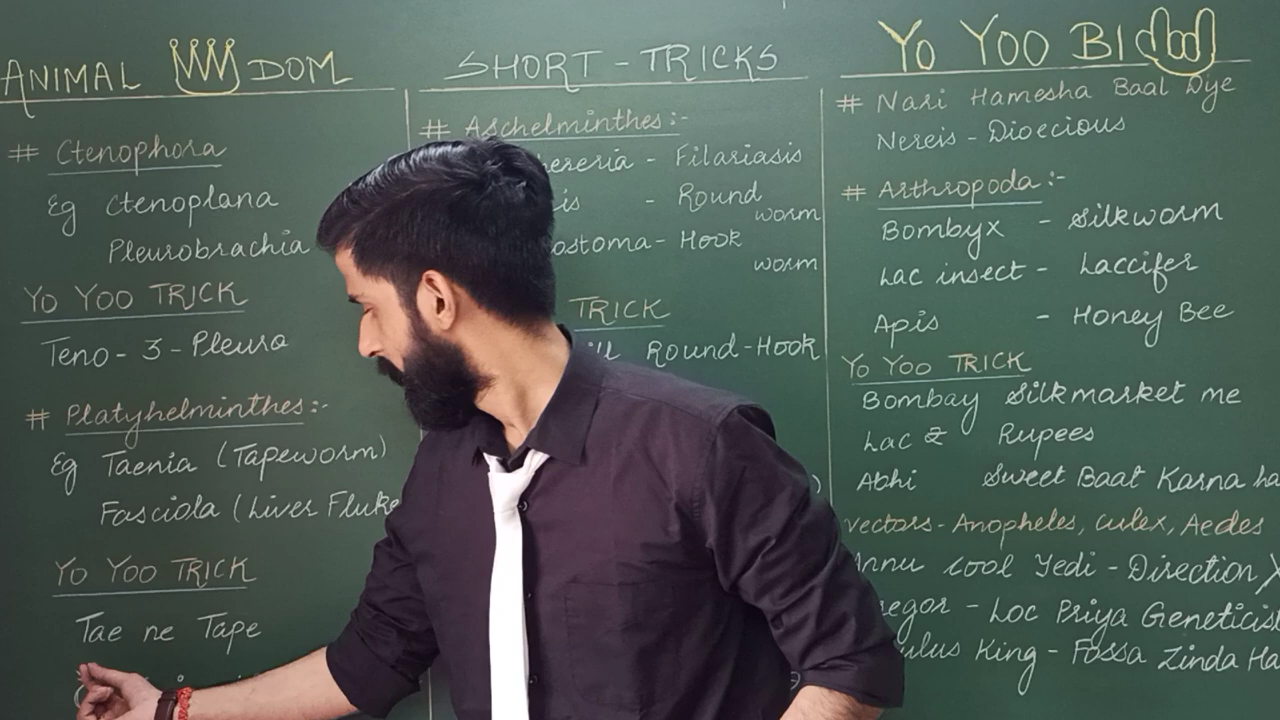 ANIMAL DOM
# Ctenophora
Eg Ctenoplana
Pleurobrachia
YO YOO TRICK
Teno - 3 - Pleura
# Platyhelminthes :-
Eg Taenia (Tapeworm)
Fasciola (Liver Fluke
YO YOO TRICK
Tae ne Tape
SHORT - TRICKS
# Aschelminthes :-
- Filariasis
- Round
worm
- Hook
worm
TRICK
Round-Hook
YO YOO BIO
# Nari Hamesha Baal Dye
Nereis - Dioecious
# Arthropoda :-
Bombyx - Silkworm
Lac insect - Laccifer
Apis - Honey Bee
YO YOO TRICK
Bombay Silkmarket me
Lac ₹ Rupees
Abhi Sweet Baat Karna
vectors - Anopheles, Culex, Aedes
Annu cool Yedi - Direction
- Loc Priya Geneticist
King - Fossa Zinda